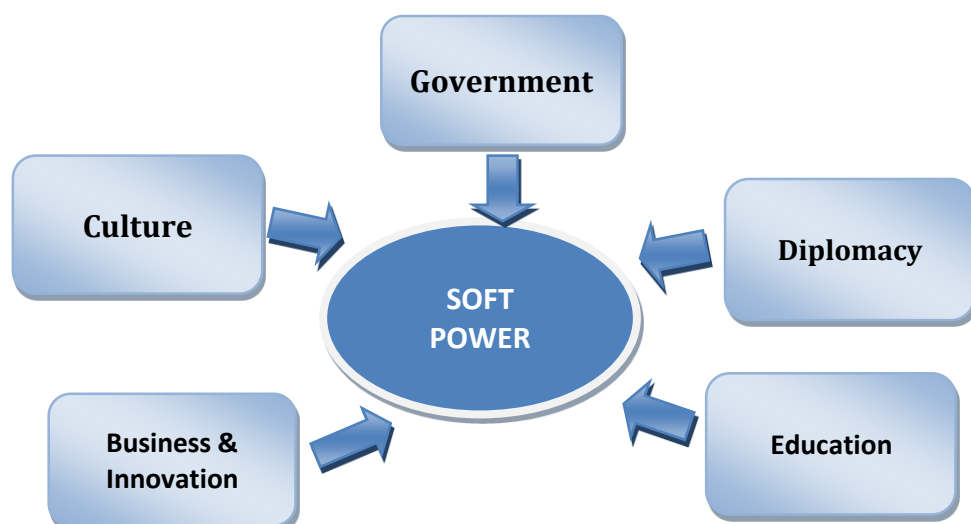 Government
Culture
Diplomacy
SOFT
POWER
Business &
Innovation
Education